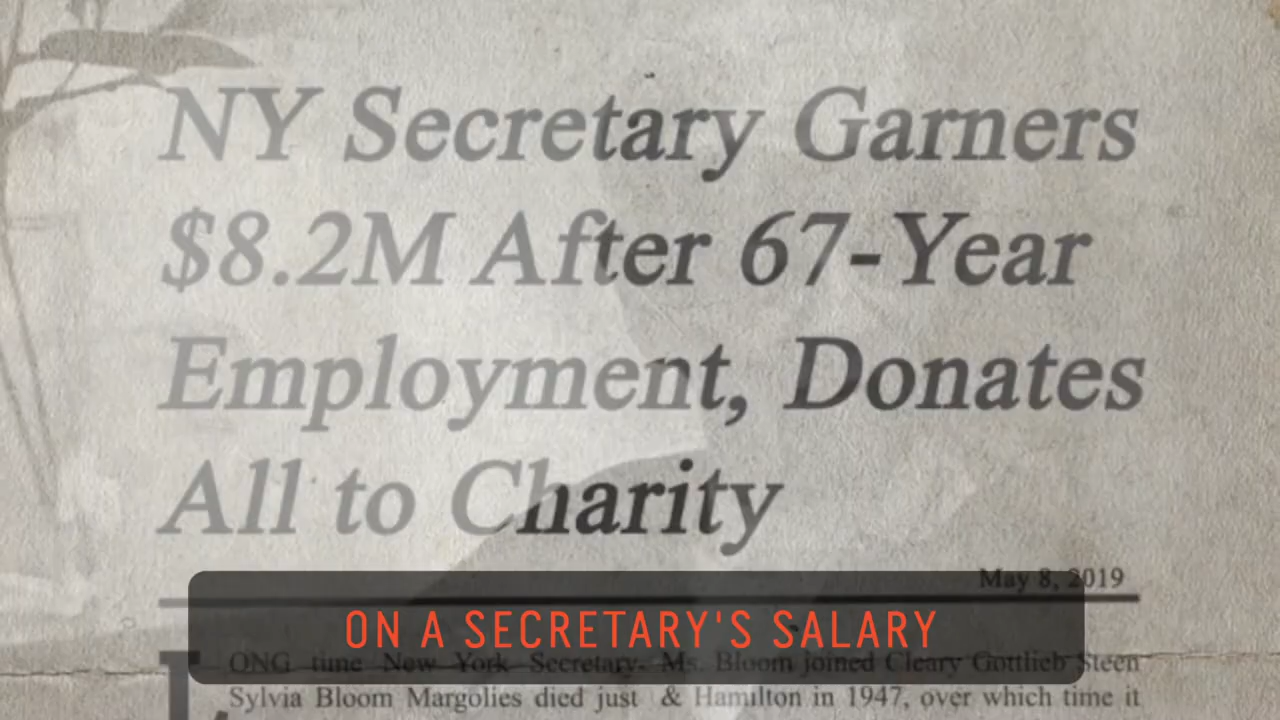 NY Secretary Garners
$8.2M After 67-Year
Employment, Donates
All to Charity
May 8, 2019
ON A SECRETARY'S SALARY
LONG time New York Secretary- Ms. Bloom joined Cleary Gottlieb Steen
Sylvia Bloom Margolies died just & Hamilton in 1947, over which time it